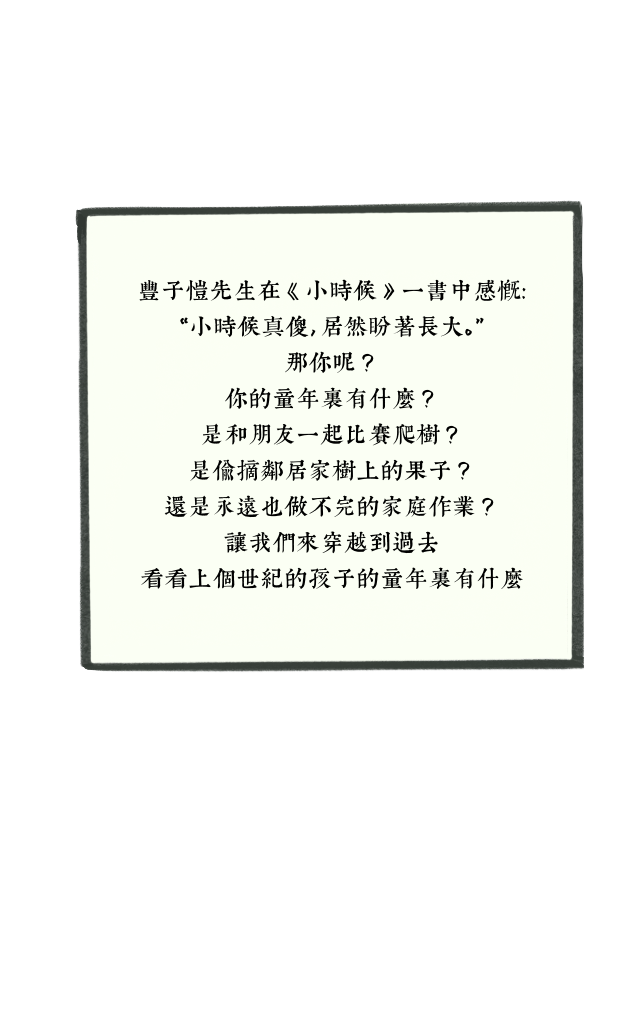 豐子愷先生在《小時候》一書中感慨:
“小時候真傻,居然盼著長大。”
那你呢？
你的童年裏有什麼？
是和朋友一起比賽爬樹？
是偷摘鄰居家樹上的果子？
還是永遠也做不完的家庭作業？
讓我們來穿越到過去
看看上個世紀的孩子的童年裏有什麼